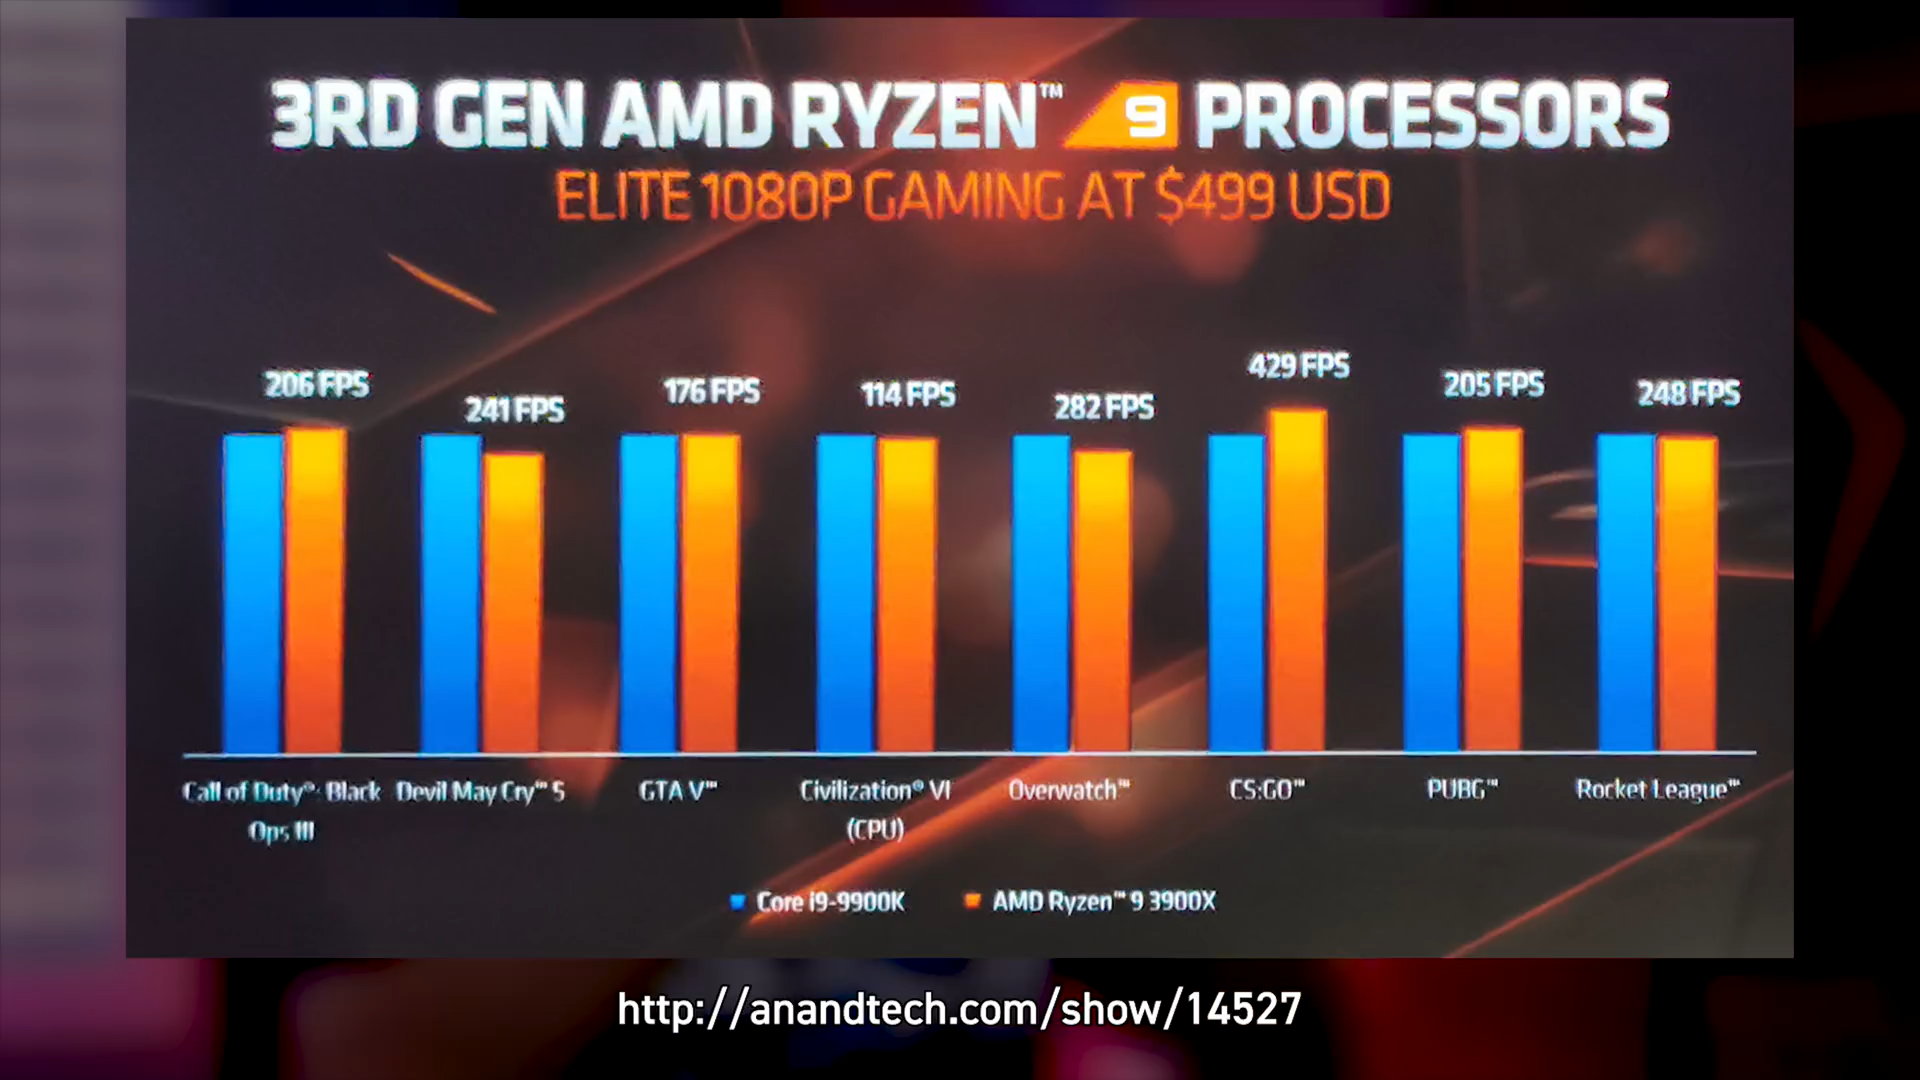 3RD GEN AMD RYZEN™ 9 PROCESSORS
ELITE 1080P GAMING AT $499 USD
206 FPS
241 FPS
176 FPS
114 FPS
282 FPS
429 FPS
205 FPS
248 FPS
Call of Duty®: Black Ops III
Devil May Cry™ 5
GTA V™
Civilization® VI (CPU)
Overwatch™
CS:GO™
PUBG™
Rocket League™
Core i9-9900K
AMD Ryzen™ 9 3900X
http://anandtech.com/show/14527